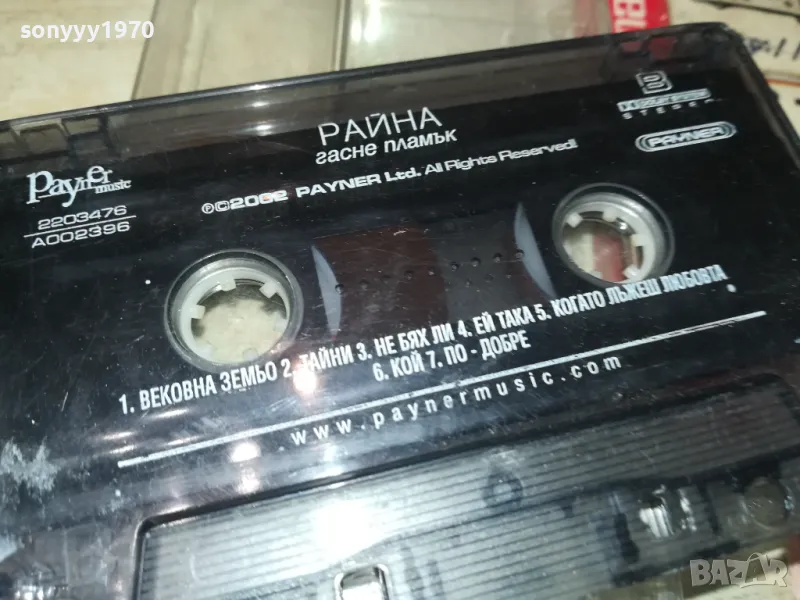 sonyyy1970
РАЙНА
гасне пламък
Payner music
2203476
A002396
℗©2002 PAYNER Ltd. All Rights Reserved!
B
STEREO
PAYNER
1. ВЕКОВНА ЗЕМЬО 2. ТАЙНИ 3. НЕ БЯХ ЛИ 4. ЕЙ ТАКА 5. КОГАТО ЛЪЖЕШ ЛЮБОВТА
6. КОЙ 7. ПО - ДОБРЕ
www.paynermusic.com
BAZAR